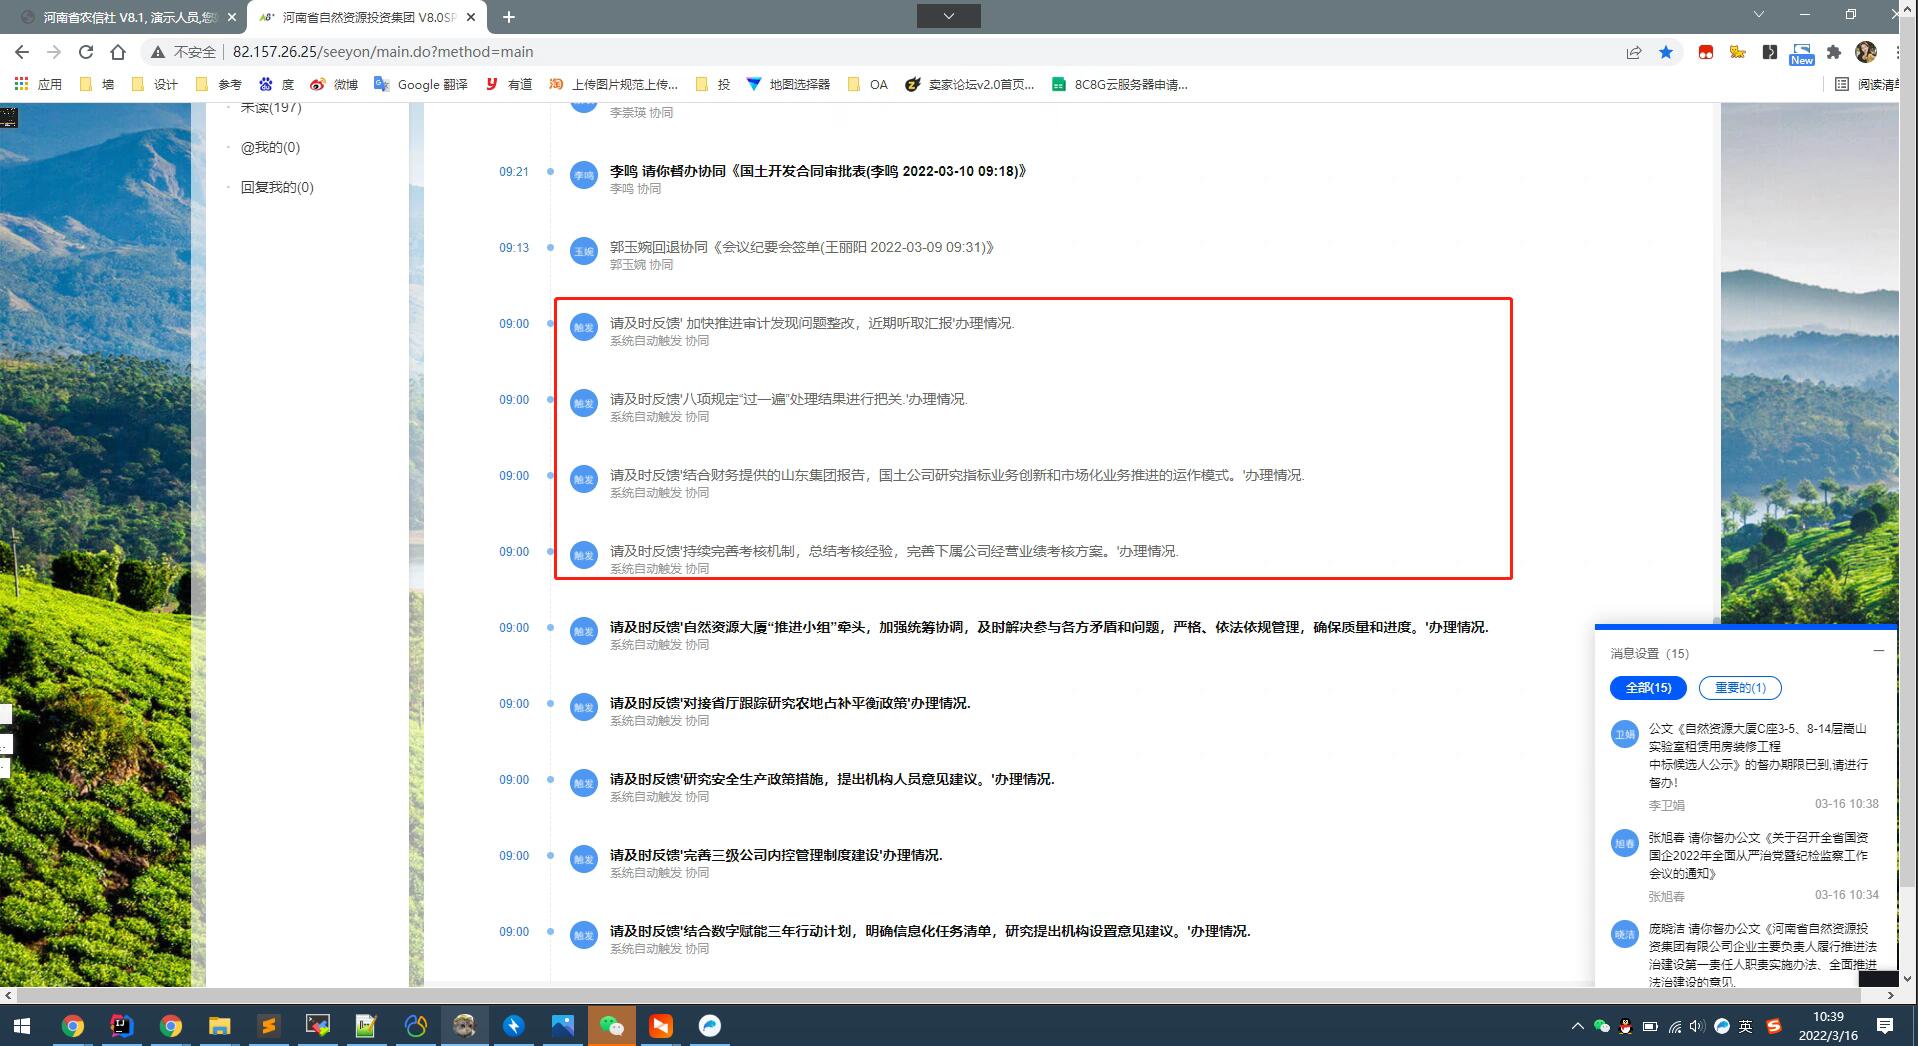 河南省农信社 V8.1, 演示人员,您
河南省自然资源投资集团 V8.0SP
不安全 82.157.26.25/seeyon/main.do?method=main
New
应用 墙 设计 参考 度 微博 Google 翻译 有道 上传图片规范上传... 投 地图选择器 OA 卖家论坛v2.0首页... 8C8G云服务器申请... 阅读清单
未读(197)
@我的(0)
回复我的(0)
李崇瑛 协同
09:21 李鸣 李鸣 请你督办协同《国土开发合同审批表(李鸣 2022-03-10 09:18)》
李鸣 协同
09:13 玉婉 郭玉婉回退协同《会议纪要会签单(王丽阳 2022-03-09 09:31)》
郭玉婉 协同
09:00 触发 请及时反馈' 加快推进审计发现问题整改，近期听取汇报'办理情况.
系统自动触发 协同
09:00 触发 请及时反馈'八项规定“过一遍”处理结果进行把关.'办理情况.
系统自动触发 协同
09:00 触发 请及时反馈'结合财务提供的山东集团报告，国土公司研究指标业务创新和市场化业务推进的运作模式。'办理情况.
系统自动触发 协同
09:00 触发 请及时反馈'持续完善考核机制，总结考核经验，完善下属公司经营业绩考核方案。'办理情况.
系统自动触发 协同
09:00 触发 请及时反馈'自然资源大厦“推进小组”牵头，加强统筹协调，及时解决参与各方矛盾和问题，严格、依法依规管理，确保质量和进度。'办理情况.
系统自动触发 协同
09:00 触发 请及时反馈'对接省厅跟踪研究农地占补平衡政策'办理情况.
系统自动触发 协同
09:00 触发 请及时反馈'研究安全生产政策措施，提出机构人员意见建议。'办理情况.
系统自动触发 协同
09:00 触发 请及时反馈'完善三级公司内控管理制度建设'办理情况.
系统自动触发 协同
09:00 触发 请及时反馈'结合数字赋能三年行动计划，明确信息化任务清单，研究提出机构设置意见建议。'办理情况.
系统自动触发 协同
消息设置（15）
全部(15) 重要的(1)
卫娟 公文《自然资源大厦C座3-5、8-14层嵩山
实验室租赁用房装修工程
中标候选人公示》的督办期限已到,请进行
督办！
李卫娟 03-16 10:38
旭春 张旭春 请你督办公文《关于召开全省国资
国企2022年全面从严治党暨纪检监察工作
会议的通知》
张旭春 03-16 10:34
晓洁 庞晓洁 请你督办公文《河南省自然资源投
资集团有限公司企业主要负责人履行推进法
治建设第一责任人职责实施办法、全面推进
法治建设的意见
英
10:39
2022/3/16